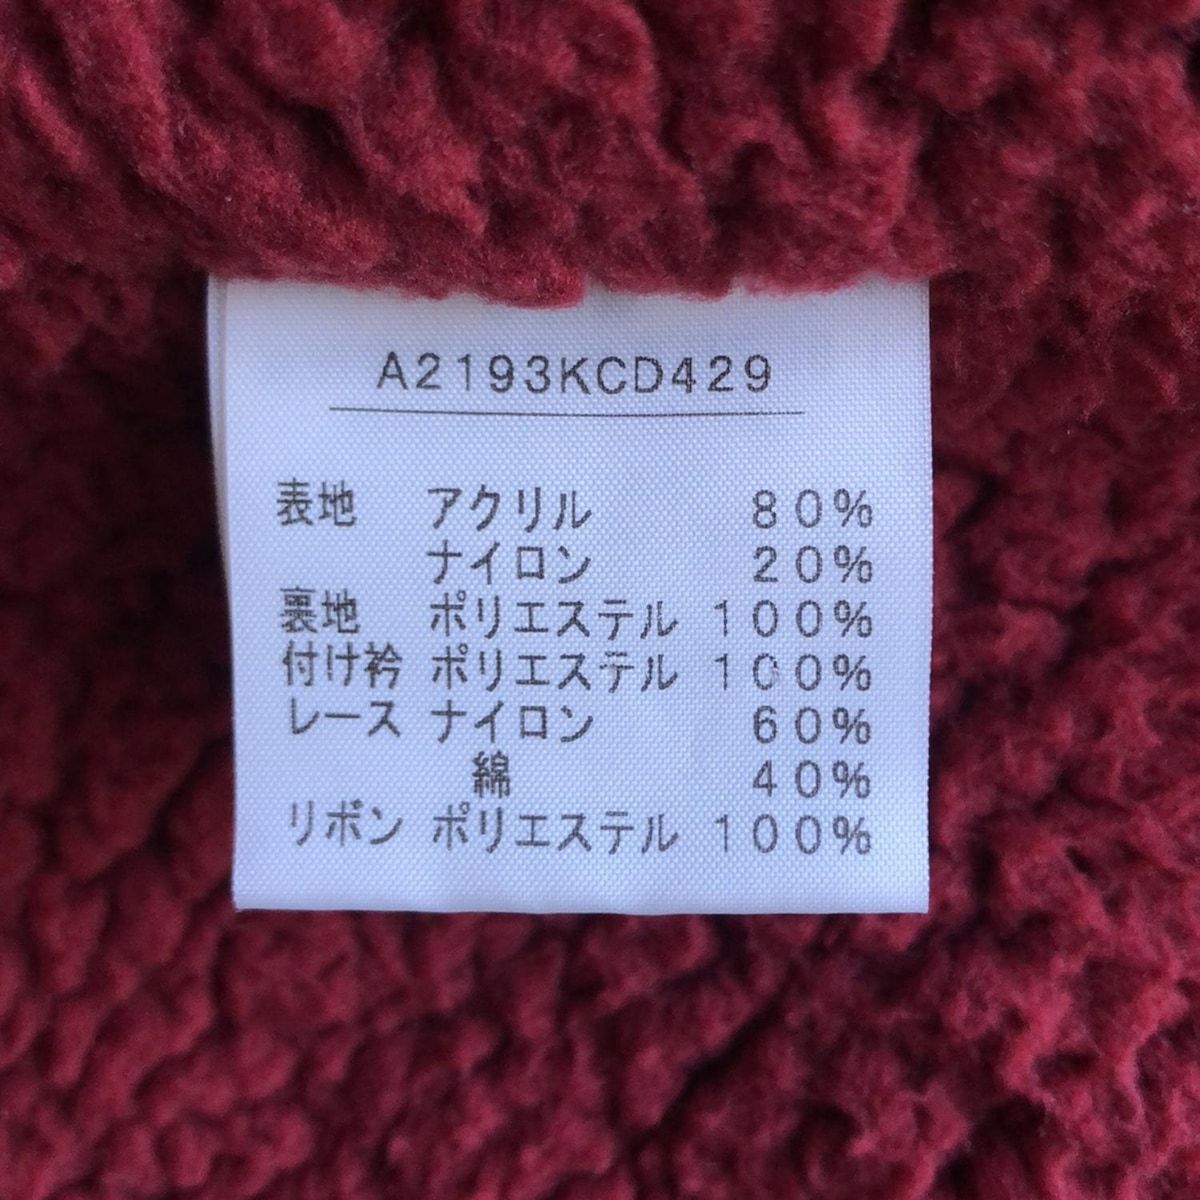 A2193KCD429
表地 アクリル 80%
ナイロン 20%
裏地 ポリエステル 100%
付け衿 ポリエステル 100%
レース ナイロン 60%
綿 40%
リボン ポリエステル 100%